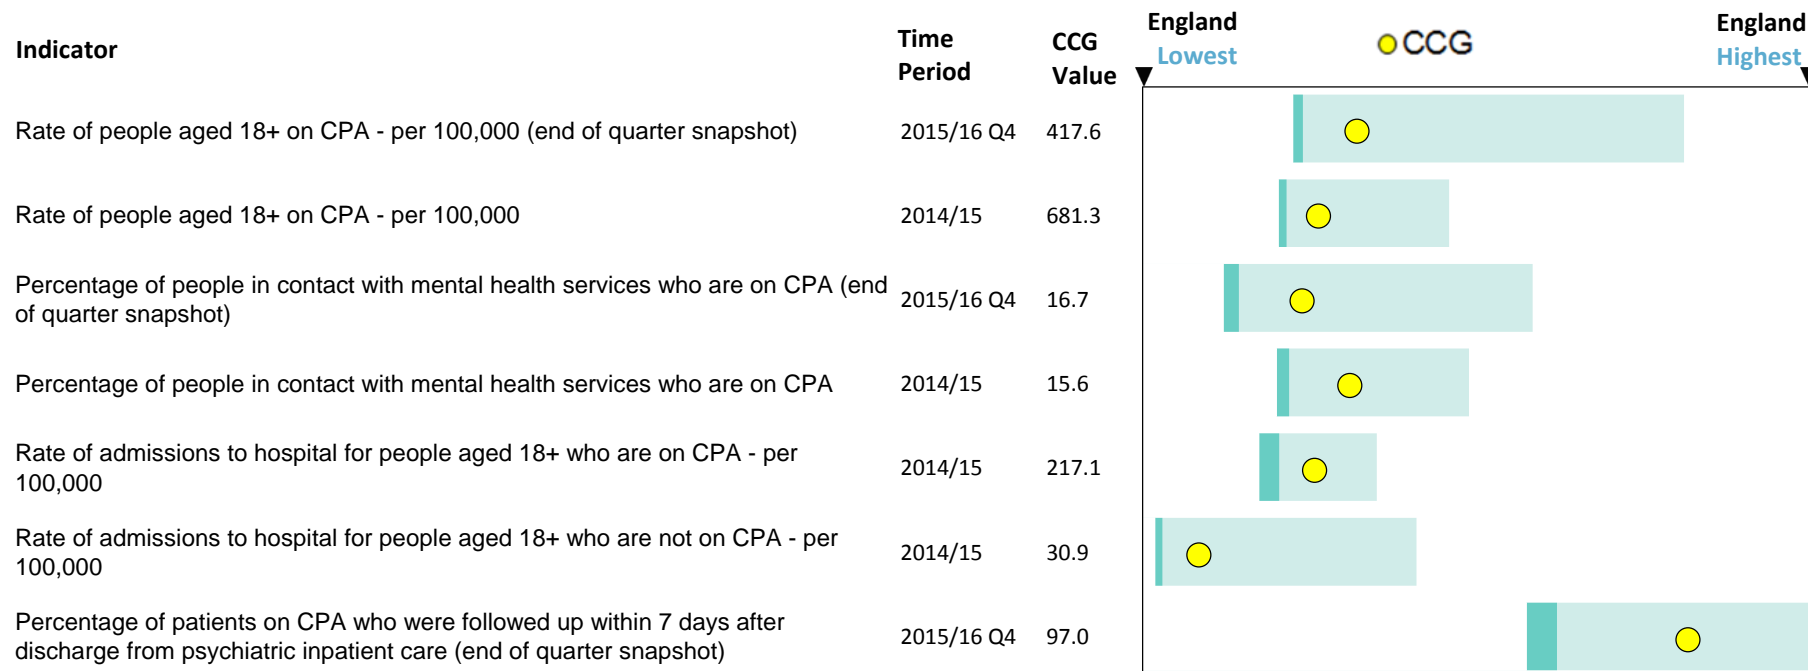 Indicator
Time Period
CCG Value
England Lowest
CCG
England Highest
Rate of people aged 18+ on CPA - per 100,000 (end of quarter snapshot) 2015/16 Q4 417.6
Rate of people aged 18+ on CPA - per 100,000 2014/15 681.3
Percentage of people in contact with mental health services who are on CPA (end
of quarter snapshot) 2015/16 Q4 16.7
Percentage of people in contact with mental health services who are on CPA 2014/15 15.6
Rate of admissions to hospital for people aged 18+ who are on CPA - per
100,000 2014/15 217.1
Rate of admissions to hospital for people aged 18+ who are not on CPA - per
100,000 2014/15 30.9
Percentage of patients on CPA who were followed up within 7 days after
discharge from psychiatric inpatient care (end of quarter snapshot) 2015/16 Q4 97.0